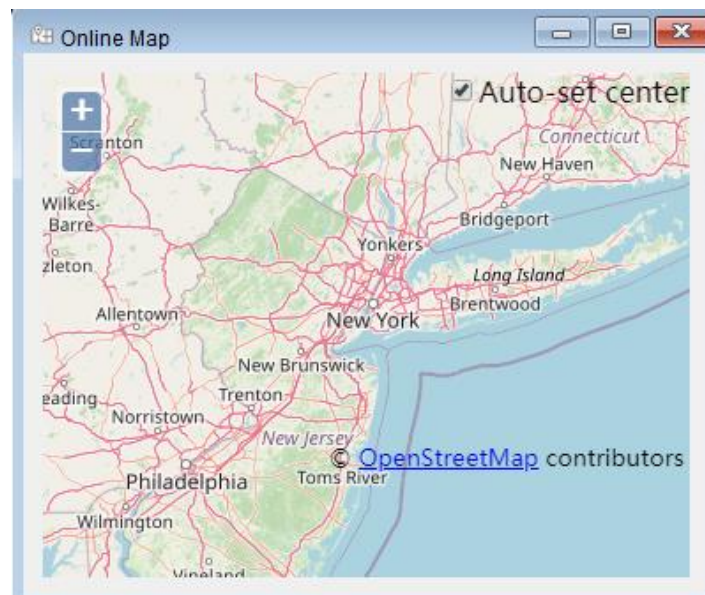 Online Map
+
Auto-set center
−
Scranton
Connecticut
New Haven
Wilkes-
Barre
Bridgeport
Yonkers
zleton
Long Island
Brentwood
Allentown
New York
New Brunswick
eading
Trenton
Norristown
New Jersey
© OpenStreetMap contributors
Toms River
Philadelphia
Wilmington
Vineland